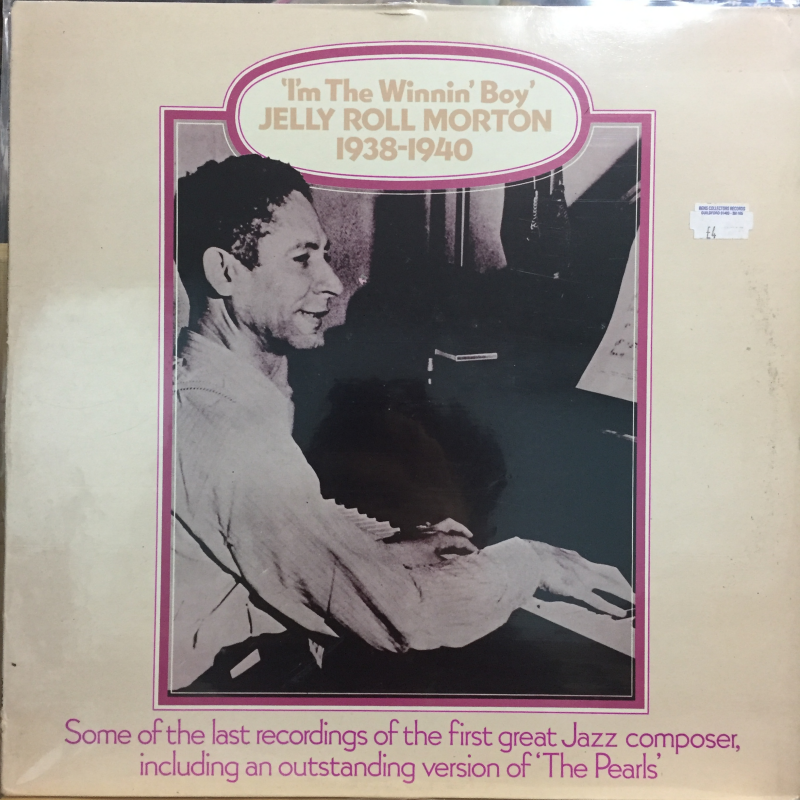 'I'm The Winnin' Boy'
JELLY ROLL MORTON
1938-1940
£4
Some of the last recordings of the first great Jazz composer,
including an outstanding version of 'The Pearls'